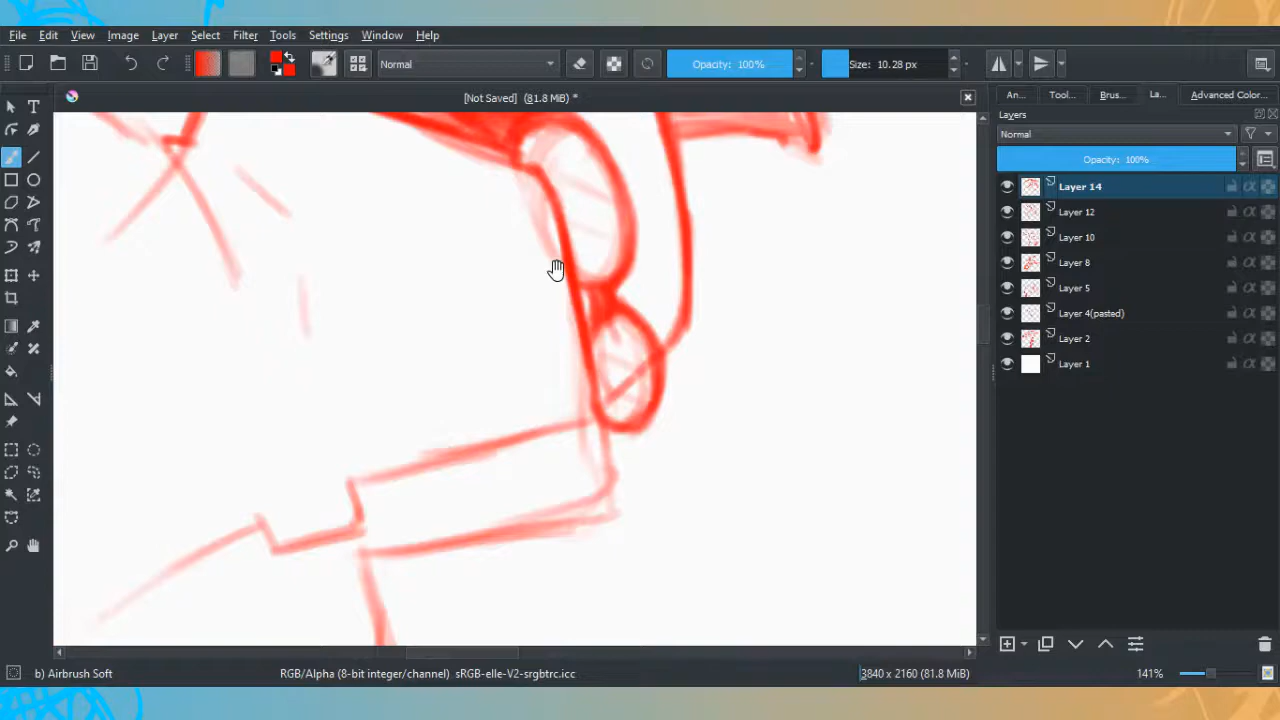 File Edit View Image Layer Select Filter Tools Settings Window Help
Normal Opacity: 100% Size: 10.28 px
[Not Saved] (81.8 MiB) *
An... Tool... Brus... La... Advanced Color...
Layers
Normal
Opacity: 100%
Layer 14
Layer 12
Layer 10
Layer 8
Layer 5
Layer 4(pasted)
Layer 2
Layer 1
b) Airbrush Soft RGB/Alpha (8-bit integer/channel) sRGB-elle-V2-srgbtrc.icc 3840 x 2160 (81.8 MiB) 141%